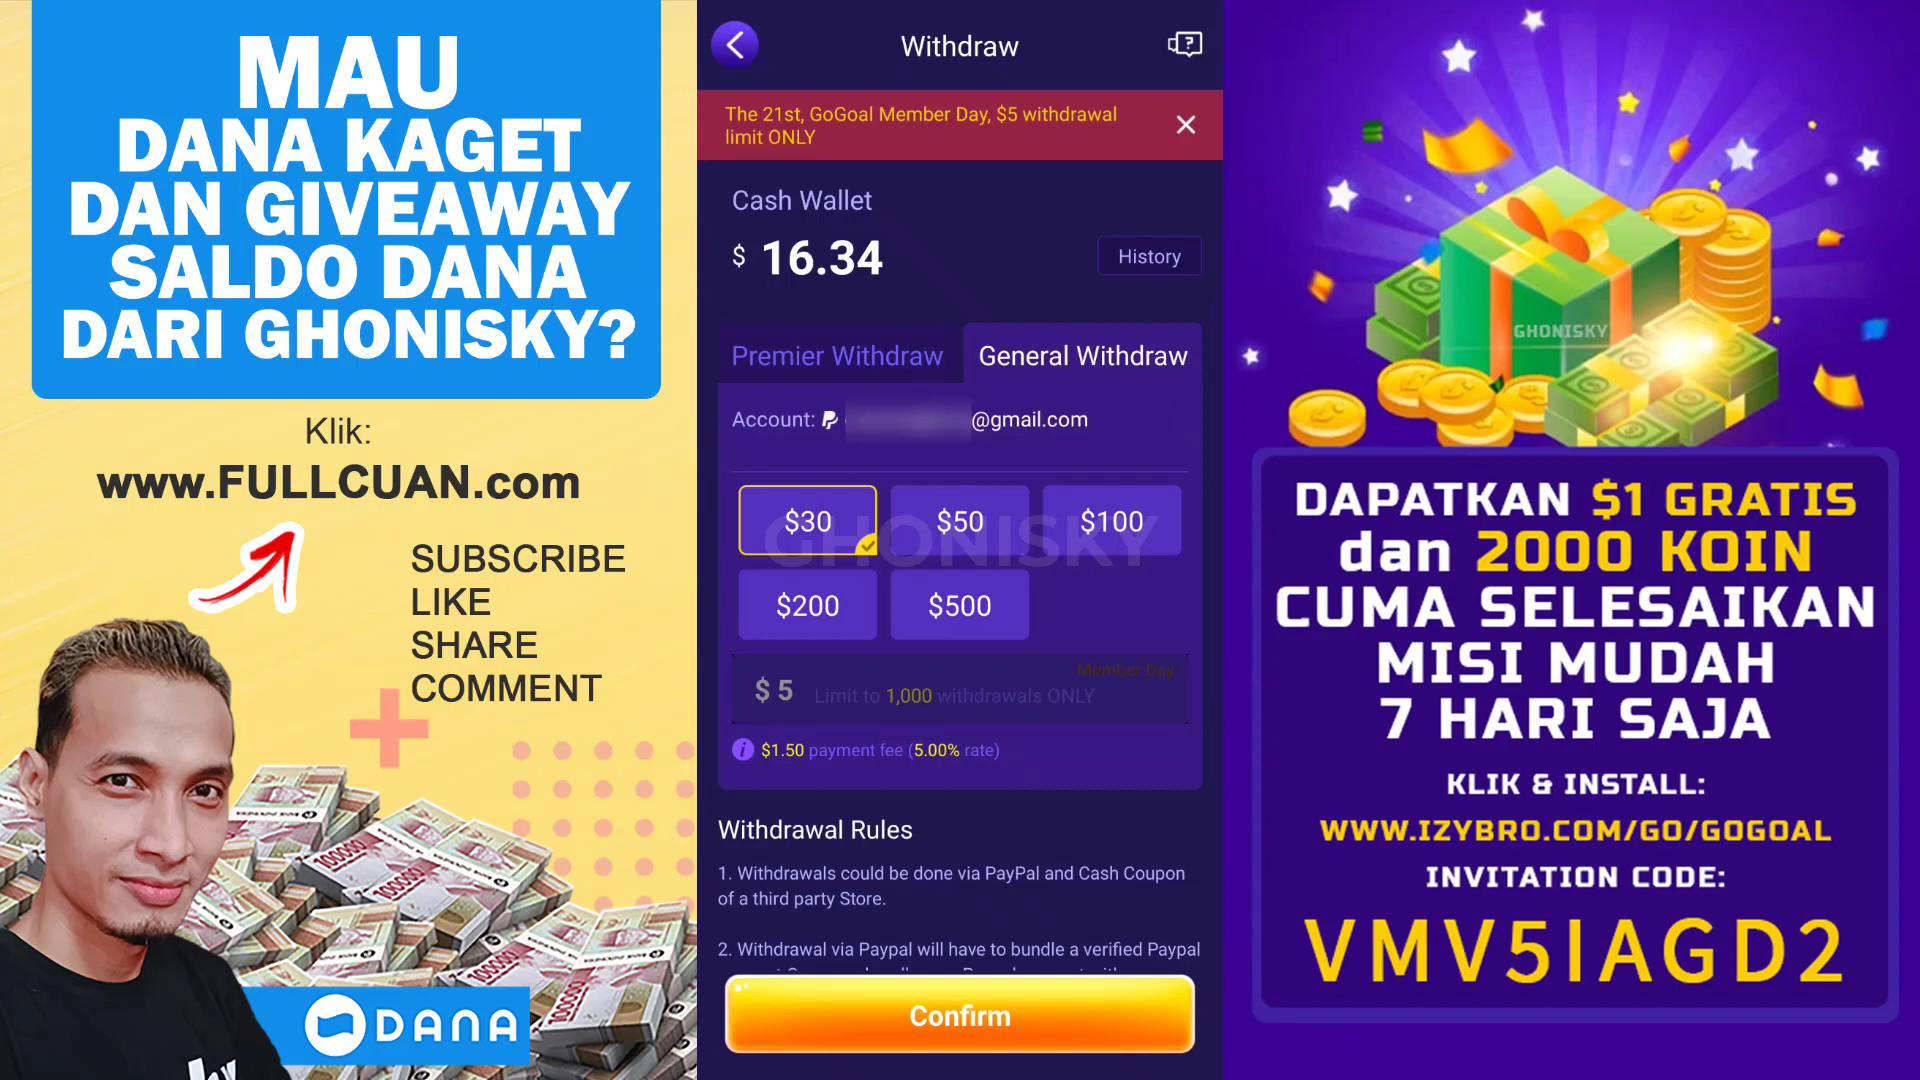 MAU
DANA KAGET
DAN GIVEAWAY
SALDO DANA
DARI GHONISKY?
Klik:
www.FULLCUAN.com
SUBSCRIBE
LIKE
SHARE
COMMENT
DANA
Withdraw
The 21st, GoGoal Member Day, $5 withdrawal
limit ONLY
Cash Wallet
$ 16.34
History
Premier Withdraw
General Withdraw
Account:
@gmail.com
$30
$50
$100
GHONISKY
$200
$500
Member Day
$ 5 Limit to 1,000 withdrawals ONLY
$1.50 payment fee (5.00% rate)
Withdrawal Rules
1. Withdrawals could be done via PayPal and Cash Coupon
of a third party Store.
2. Withdrawal via Paypal will have to bundle a verified Paypal
Confirm
GHONISKY
DAPATKAN $1 GRATIS
dan 2000 KOIN
CUMA SELESAIKAN
MISI MUDAH
7 HARI SAJA
KLIK & INSTALL:
WWW.IZYBRO.COM/GO/GOGOAL
INVITATION CODE:
VMV5IAGD2
100000
100000
100000